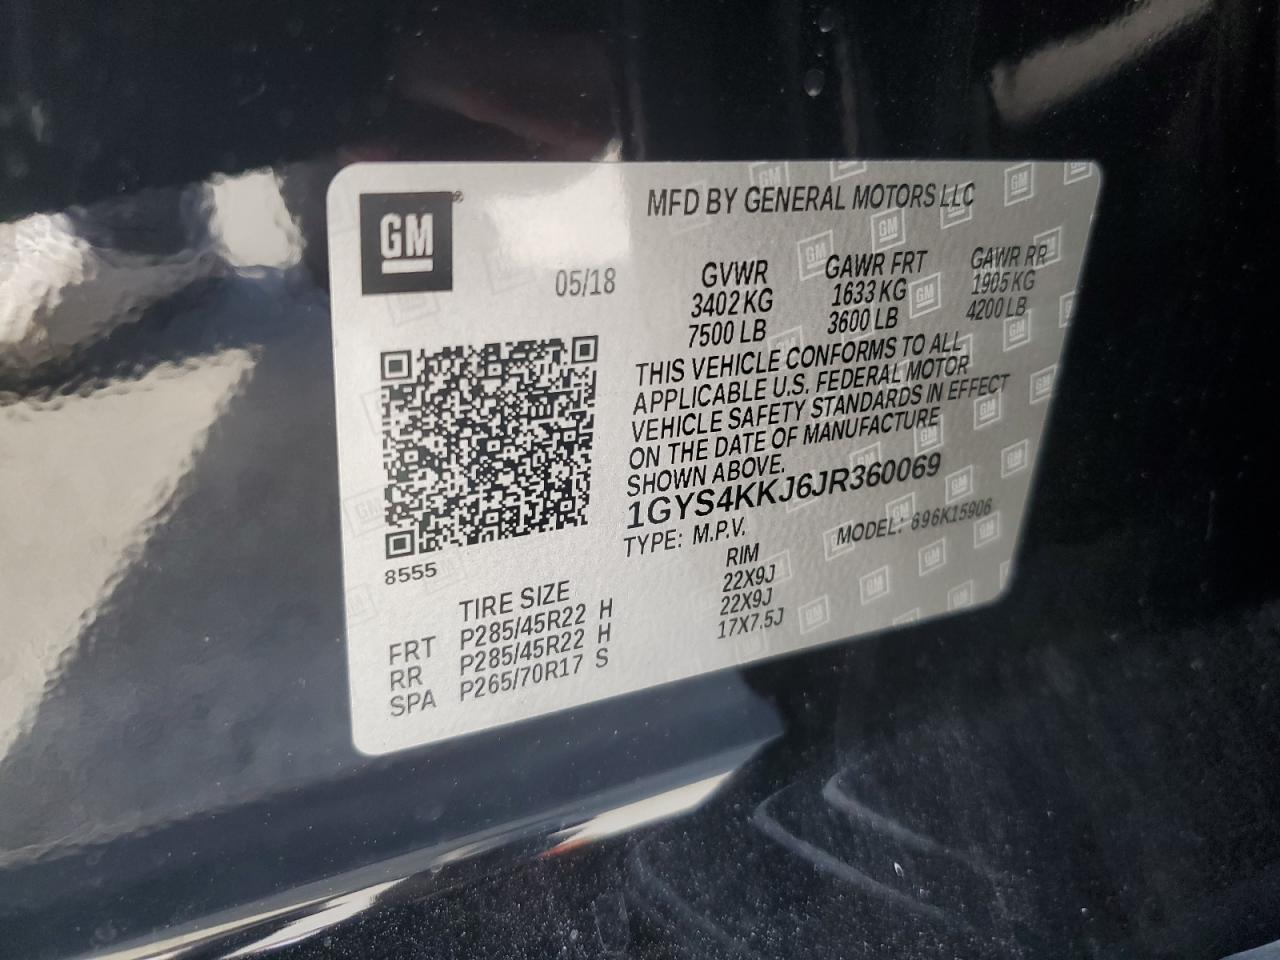 GM
®
MFD BY GENERAL MOTORS LLC
05/18
GVWR GAWR FRT GAWR RR
3402 KG 1633 KG 1905 KG
7500 LB 3600 LB 4200 LB
THIS VEHICLE CONFORMS TO ALL
APPLICABLE U.S. FEDERAL MOTOR
VEHICLE SAFETY STANDARDS IN EFFECT
ON THE DATE OF MANUFACTURE
SHOWN ABOVE.
1GYS4KKJ6JR360069
TYPE: M.P.V. MODEL: 696K15906
8555
TIRE SIZE RIM
FRT P285/45R22 H 22X9J
RR P285/45R22 H 22X9J
SPA P265/70R17 S 17X7.5J